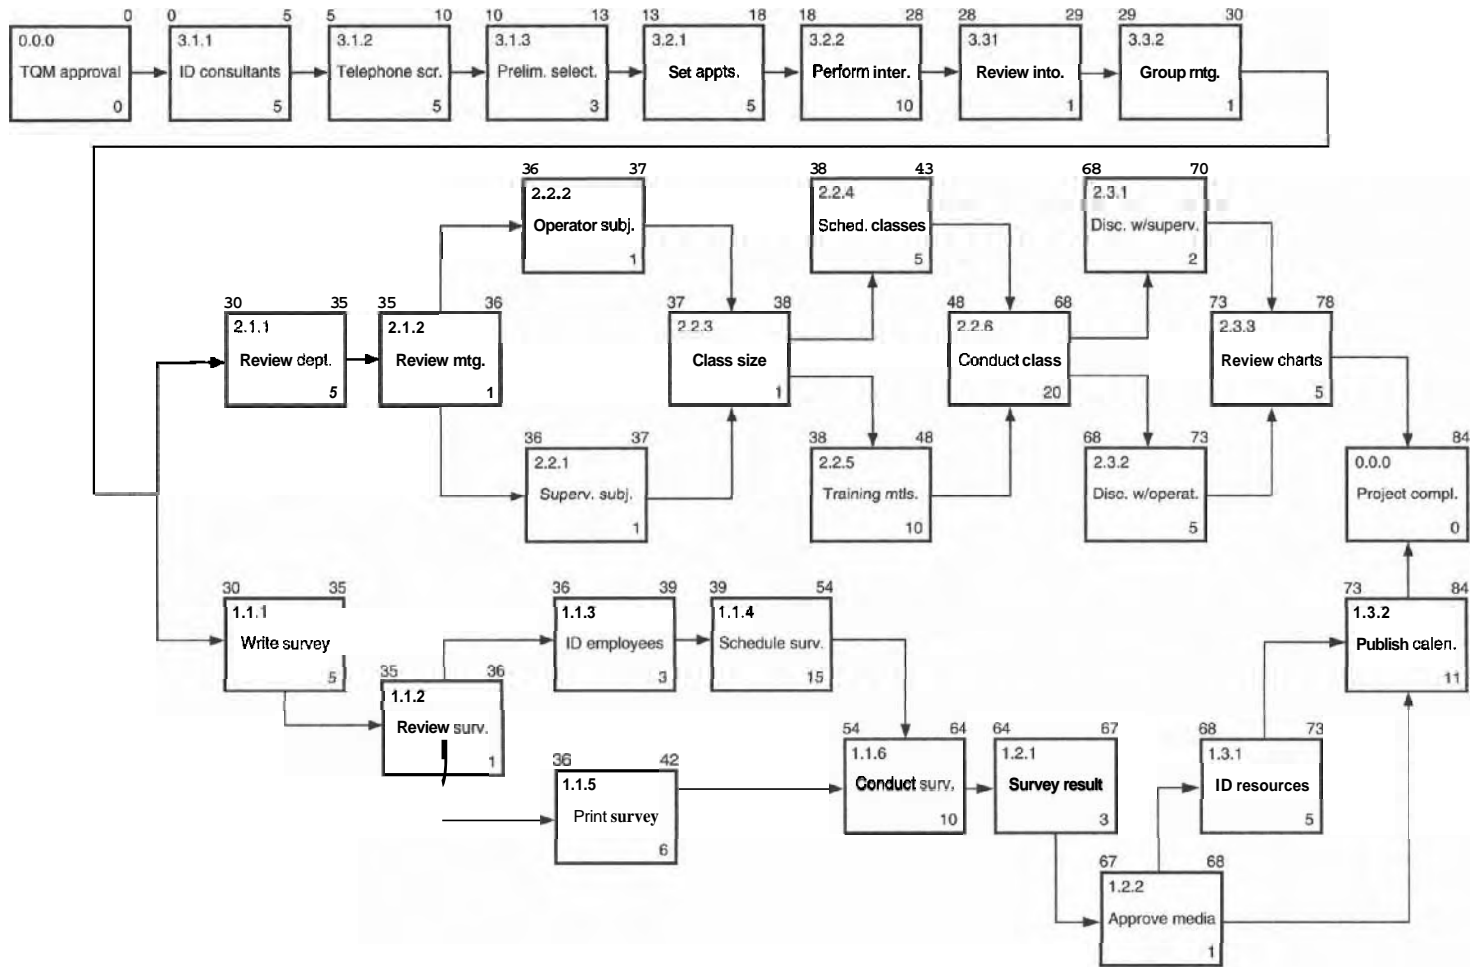 0 0 5 5 10 10 13 13 18 18 28 28 29 29 30
0.0.0 3.1.1 3.1.2 3.1.3 3.2.1 3.2.2 3.31 3.3.2
TQM approval ID consultants Telephone scr. Prelim. select. Set appts. Perform inter. Review into. Group mtg.
0 5 5 3 5 10 1 1
36 37 38 43 68 70
2.2.2 2.2.4 2.3.1
Operator subj. Sched. classes Disc. w/superv.
1 5 2
30 35 35 36 37 38 48 68 73 78
2.1.1 2.1.2 2.2.3 2.2.6 2.3.3
Review dept. Review mtg. Class size Conduct class Review charts
5 1 1 20 5
36 37 38 48 68 73 84
2.2.1 2.2.5 2.3.2 0.0.0
Superv. subj. Training mtls. Disc. w/operat. Project compl.
1 10 5 0
30 35 36 39 39 54 73 84
1.1.1 1.1.3 1.1.4 1.3.2
Write survey ID employees Schedule surv. Publish calen.
5 3 15 11
35 36
1.1.2
Review surv.
1
54 64 64 67 68 73
1.1.6 1.2.1 1.3.1
Conduct surv. Survey result ID resources
10 3 5
36 42
1.1.5
Print survey
6
67 68
1.2.2
Approve media
1